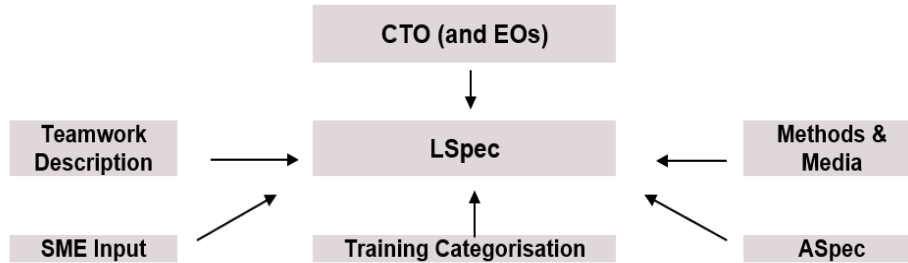 CTO (and EOs)
Teamwork
Description
LSpec
Methods &
Media
SME Input
Training Categorisation
ASpec